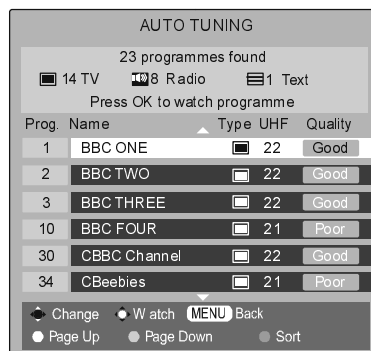 AUTO TUNING
23 programmes found
14 TV 8 Radio 1 Text
Press OK to watch programme
Prog. Name Type UHF Quality
1 BBC ONE 22 Good
2 BBC TWO 22 Good
3 BBC THREE 22 Good
10 BBC FOUR 21 Poor
30 CBBC Channel 22 Good
34 CBeebies 21 Poor
Change Watch MENU Back
Page Up Page Down Sort